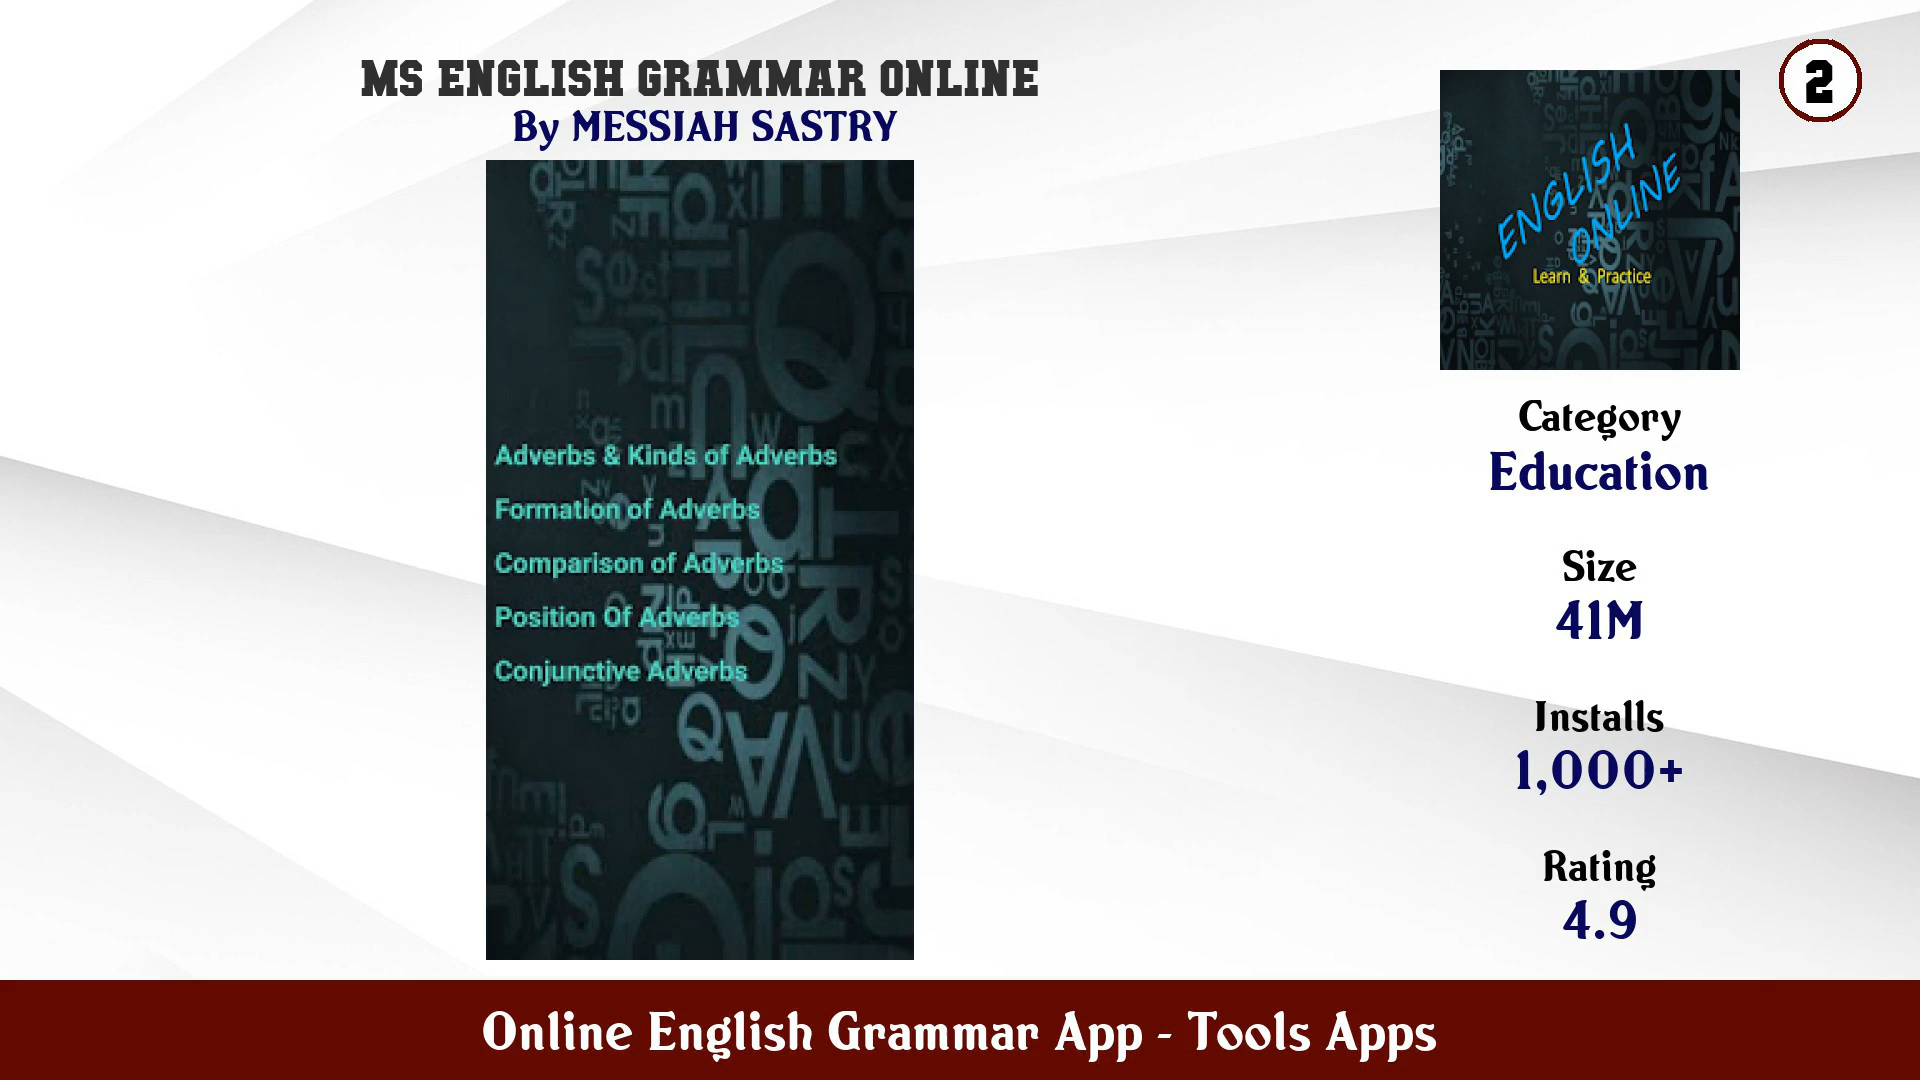 MS ENGLISH GRAMMAR ONLINE
By MESSIAH SASTRY
2
ENGLISH
ONLINE
Learn & Practice
Adverbs & Kinds of Adverbs
Formation of Adverbs
Comparison of Adverbs
Position Of Adverbs
Conjunctive Adverbs
Category
Education
Size
41M
Installs
1,000+
Rating
4.9
Online English Grammar App - Tools Apps